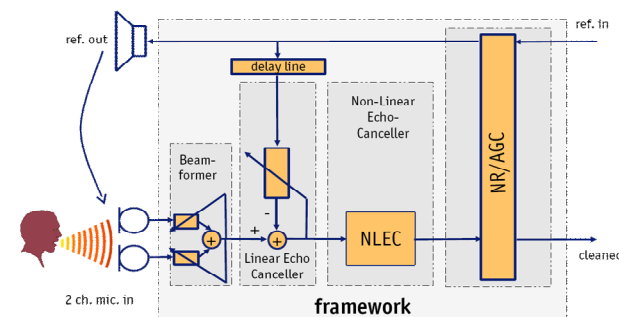 ref. in
ref. out
delay line
Non-Linear
Echo-
Canceller
NR/AGC
Beam-
former
-
+
+
+
NLEC
Linear Echo
Canceller
cleaned
2 ch. mic. in
framework